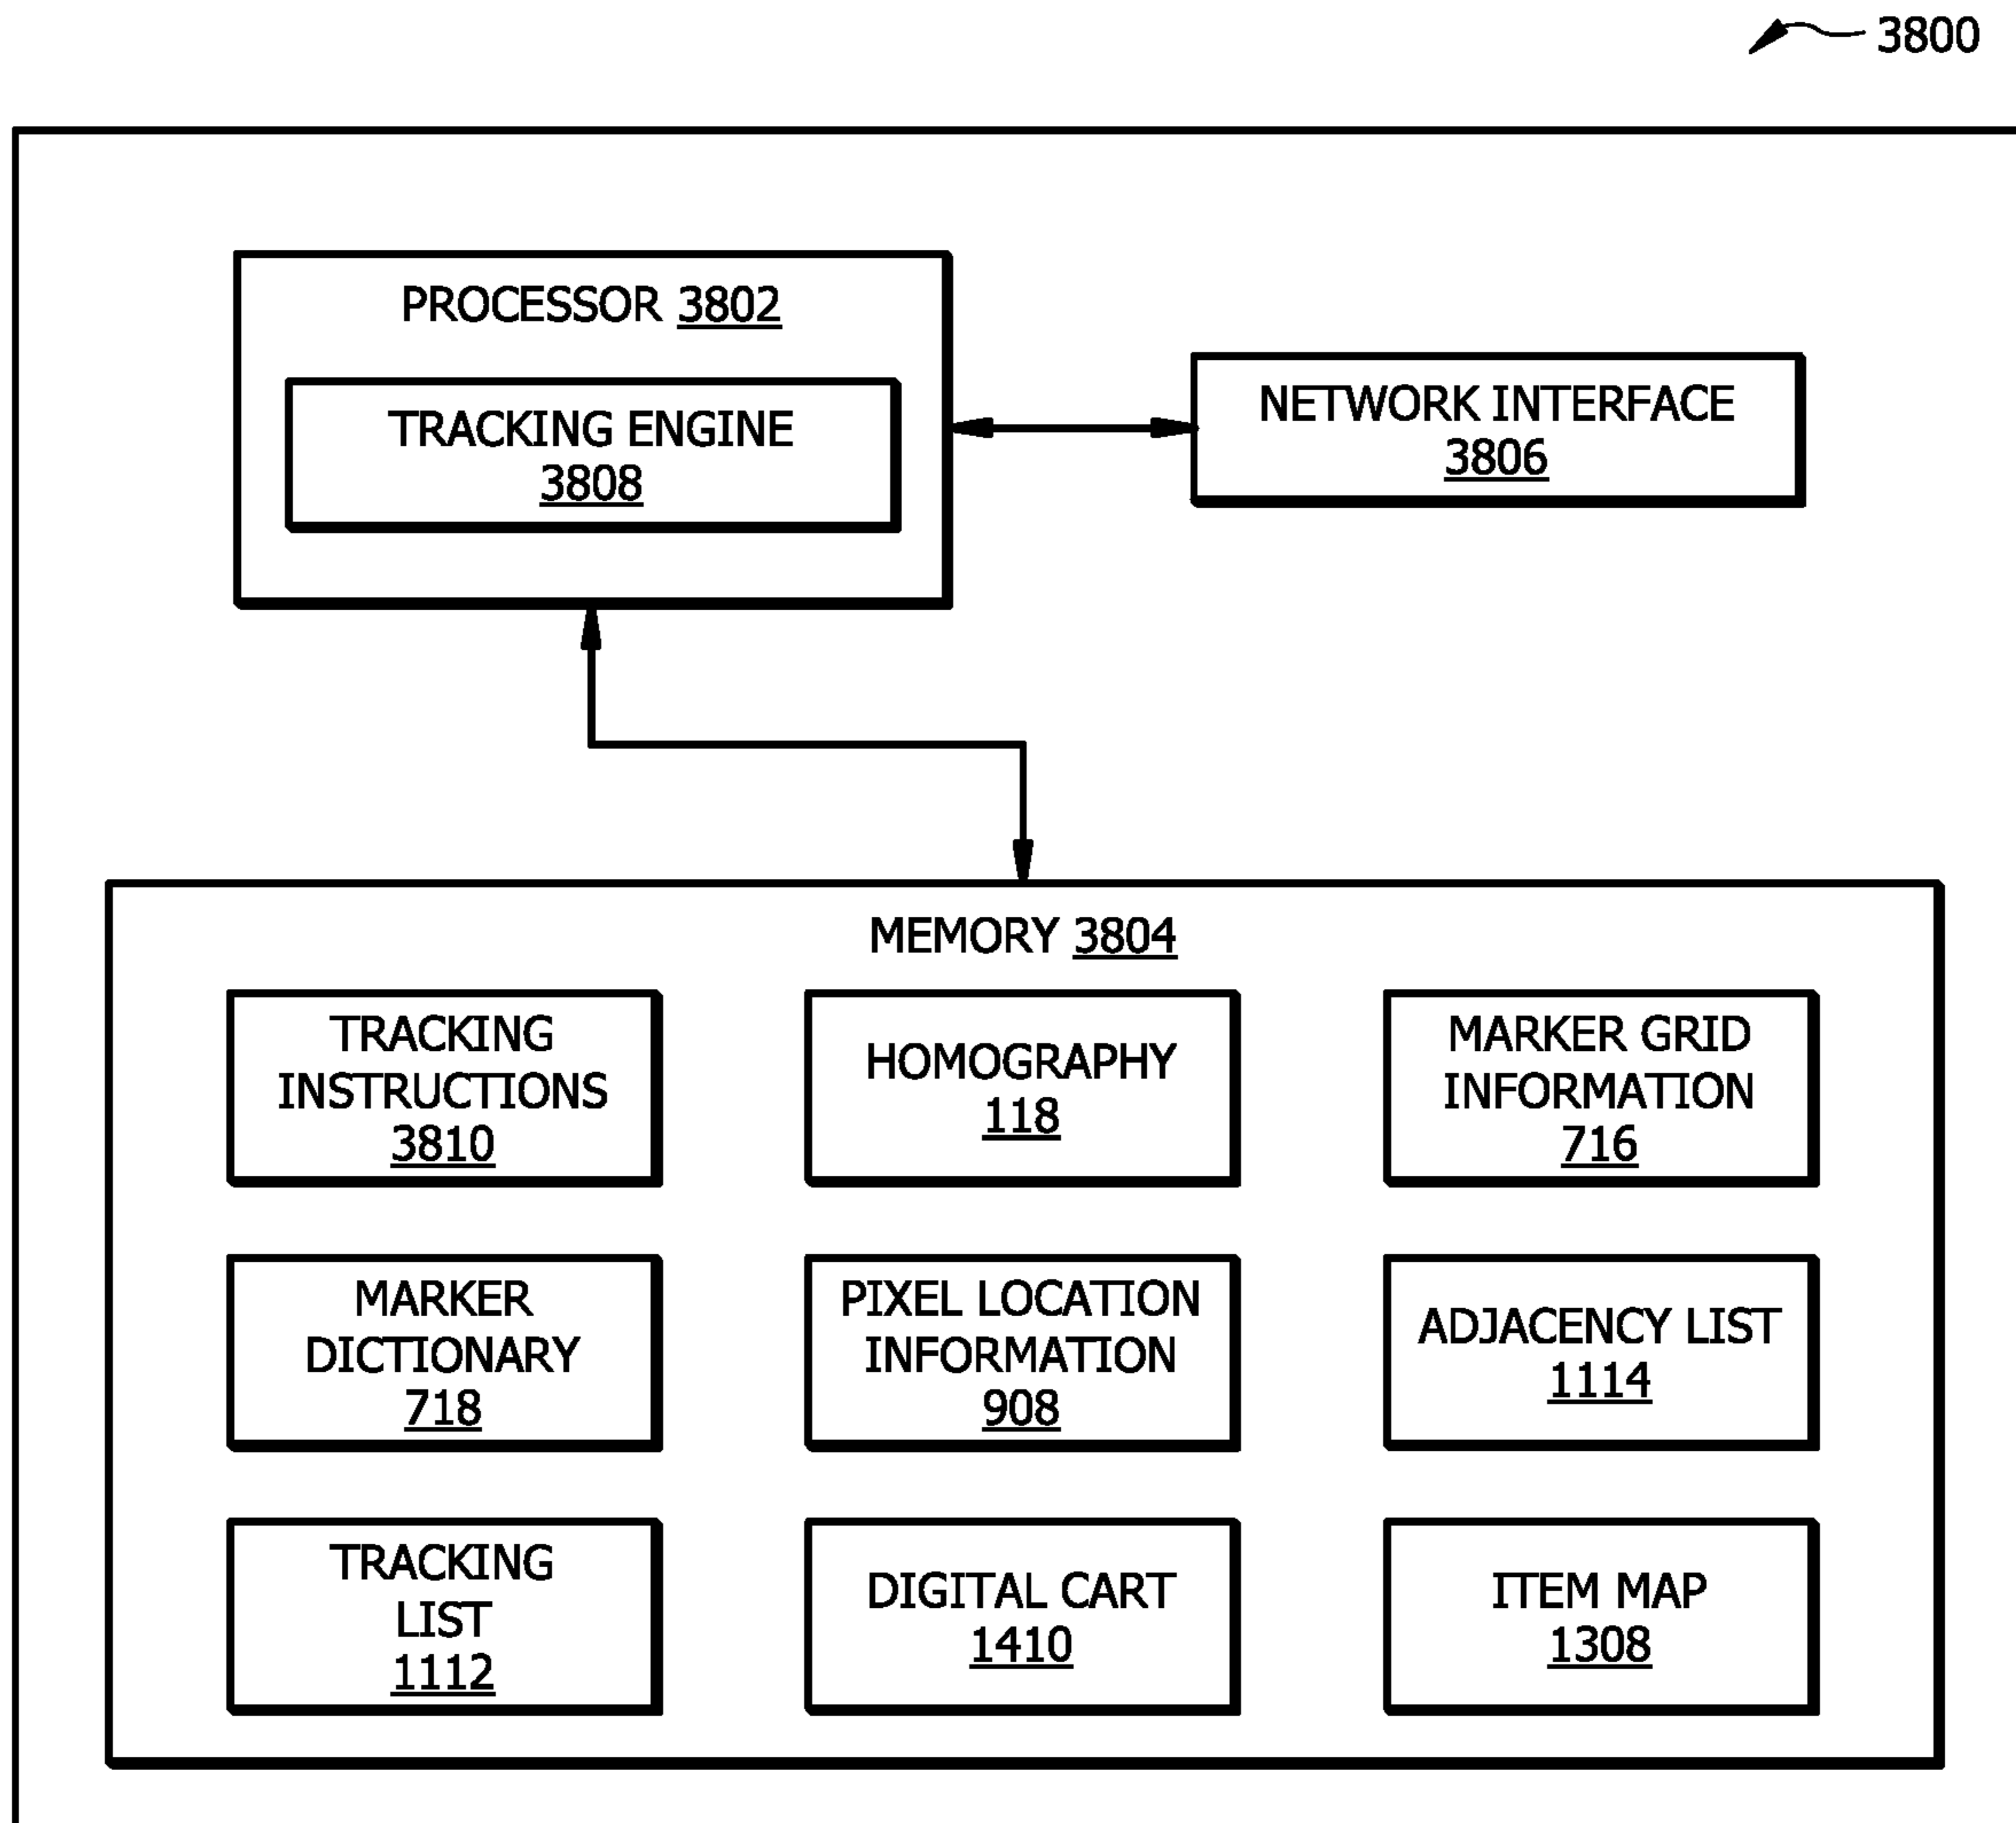 3800
PROCESSOR 3802
TRACKING ENGINE
3808
NETWORK INTERFACE
3806
MEMORY 3804
TRACKING
INSTRUCTIONS
3810
HOMOGRAPHY
118
MARKER GRID
INFORMATION
716
MARKER
DICTIONARY
718
PIXEL LOCATION
INFORMATION
908
ADJACENCY LIST
1114
TRACKING
LIST
1112
DIGITAL CART
1410
ITEM MAP
1308